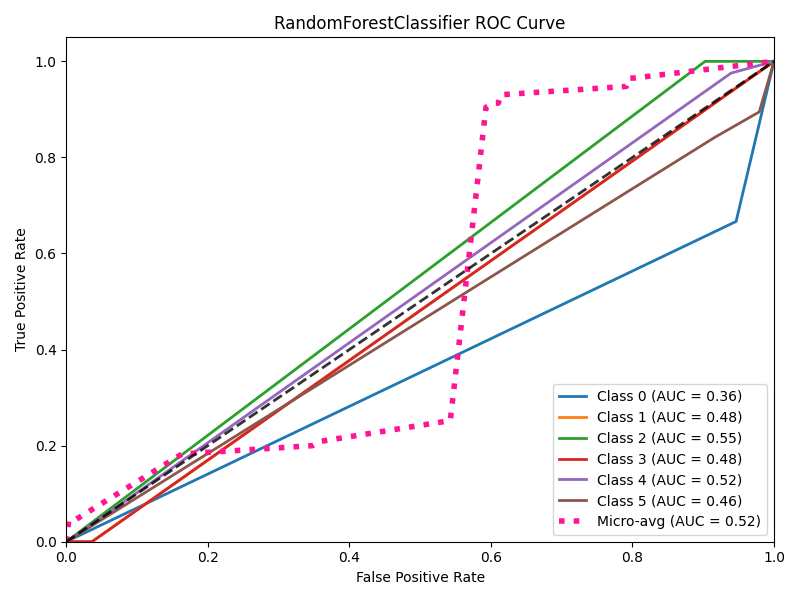 RandomForestClassifier ROC Curve
True Positive Rate
1.0
0.8
0.6
0.4
0.2
0.0
0.0 0.2 0.4 0.6 0.8 1.0
False Positive Rate
Class 0 (AUC = 0.36)
Class 1 (AUC = 0.48)
Class 2 (AUC = 0.55)
Class 3 (AUC = 0.48)
Class 4 (AUC = 0.52)
Class 5 (AUC = 0.46)
Micro-avg (AUC = 0.52)